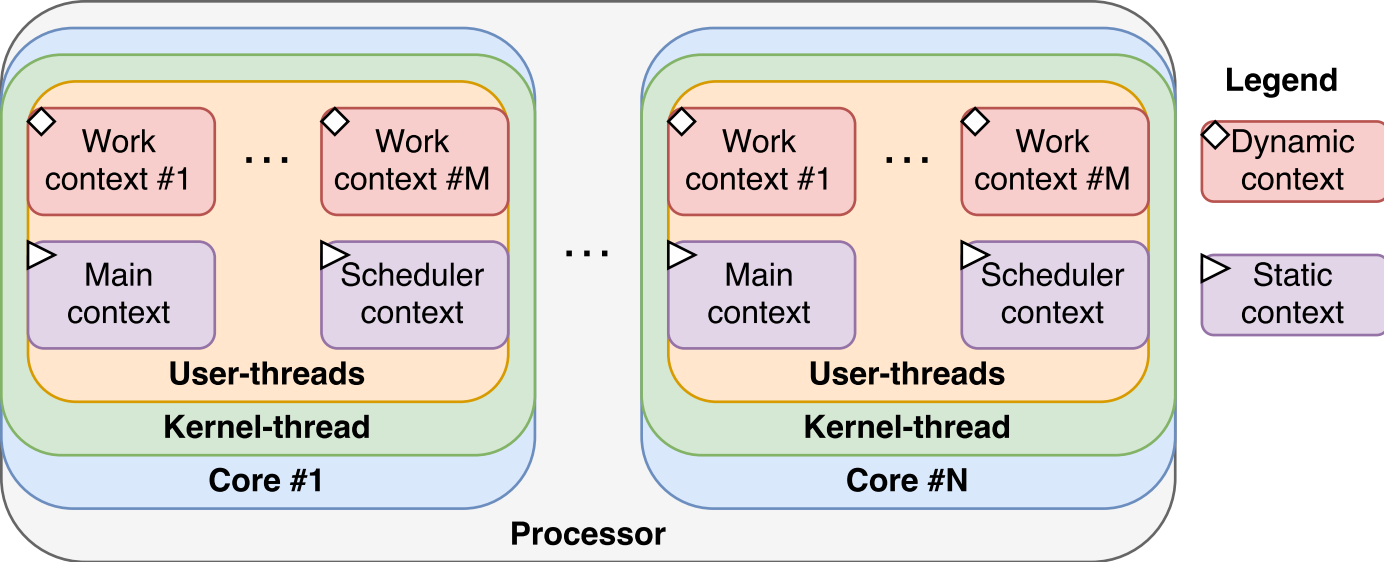 Work
context #1
...
Work
context #M
Main
context
Scheduler
context
User-threads
Kernel-thread
Core #1
...
Work
context #1
...
Work
context #M
Main
context
Scheduler
context
User-threads
Kernel-thread
Core #N
Processor
Legend
Dynamic
context
Static
context